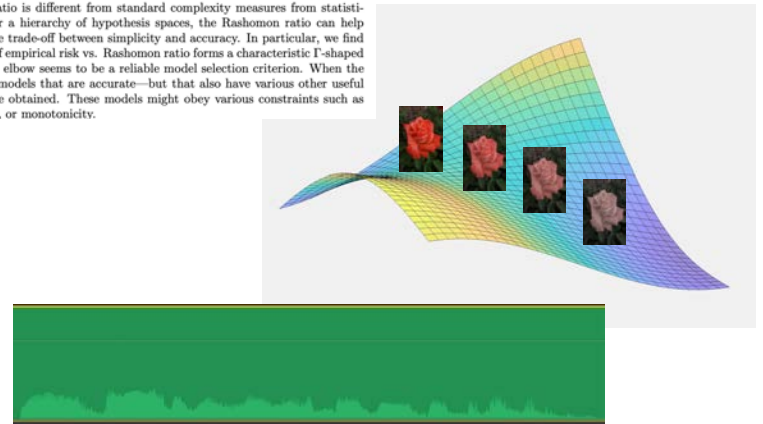 atio is different from standard complexity measures from statisti-
r a hierarchy of hypothesis spaces, the Rashomon ratio can help
e trade-off between simplicity and accuracy. In particular, we find
f empirical risk vs. Rashomon ratio forms a characteristic Γ-shaped
elbow seems to be a reliable model selection criterion. When the
models that are accurate—but that also have various other useful
e obtained. These models might obey various constraints such as
, or monotonicity.